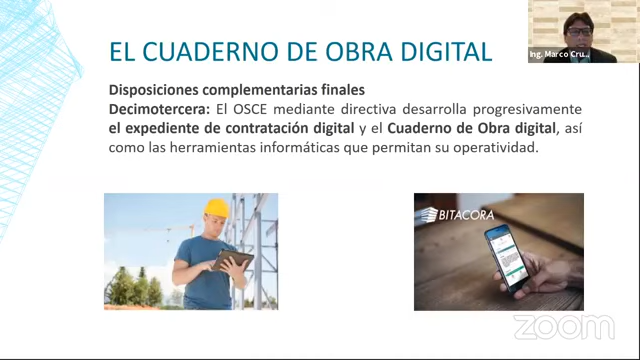 EL CUADERNO DE OBRA DIGITAL
Ing. Marco Cru...
Disposiciones complementarias finales
Decimotercera: El OSCE mediante directiva desarrolla progresivamente
el expediente de contratación digital y el Cuaderno de Obra digital, así
como las herramientas informáticas que permitan su operatividad.
BITACORA
zoom